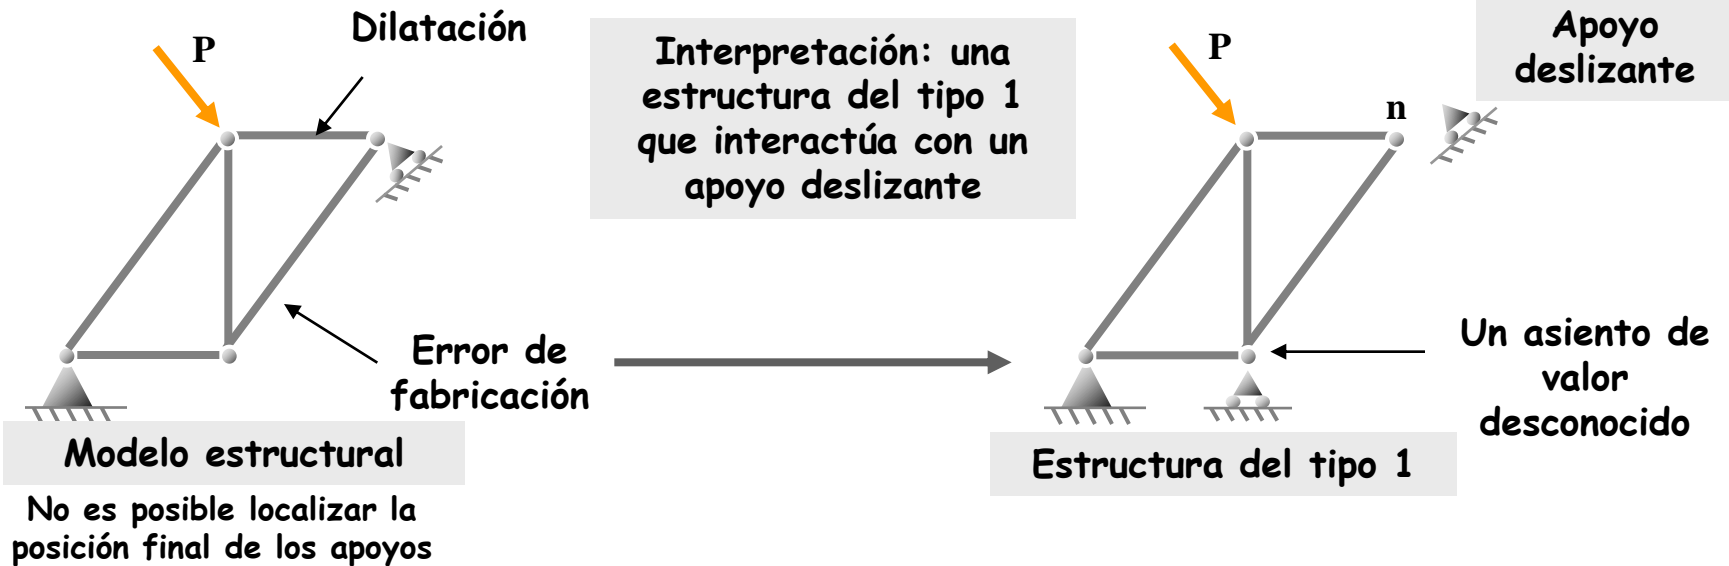 Dilatación
P
Error de
fabricación
Modelo estructural
No es posible localizar la
posición final de los apoyos
Interpretación: una
estructura del tipo 1
que interactúa con un
apoyo deslizante
P
n
Apoyo
deslizante
Un asiento de
valor
desconocido
Estructura del tipo 1